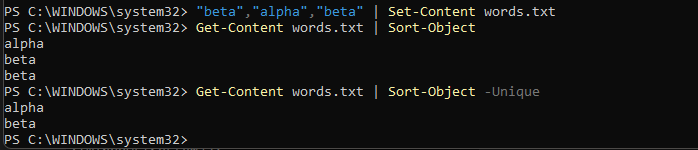 PS C:\WINDOWS\system32> "beta","alpha","beta" | Set-Content words.txt
PS C:\WINDOWS\system32> Get-Content words.txt | Sort-Object
alpha
beta
beta
PS C:\WINDOWS\system32> Get-Content words.txt | Sort-Object -Unique
alpha
beta
PS C:\WINDOWS\system32>